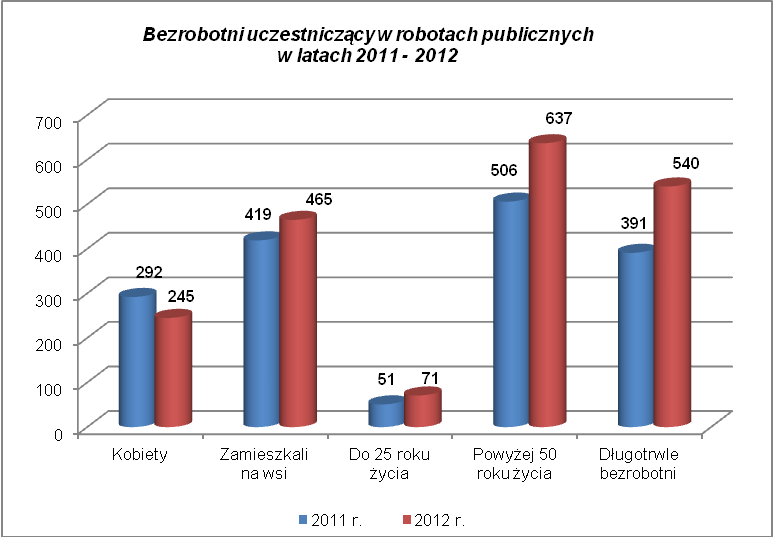 Bezrobotni uczestniczący w robotach publicznych
w latach 2011 - 2012
700
600
500
400
300
200
100
0
292
245
419
465
51
71
506
637
391
540
Kobiety
Zamieszkali
na wsi
Do 25 roku
życia
Powyżej 50
roku życia
Długotrwle
bezrobotni
2011 r.
2012 r.